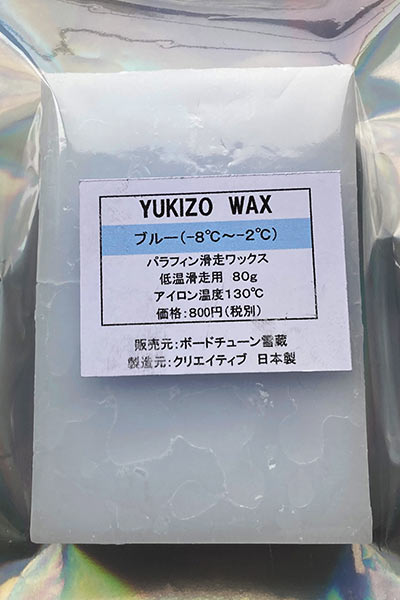 YUKIZO WAX
ブルー(-8℃～-2℃)
パラフィン滑走ワックス
低温滑走用 80g
アイロン温度130℃
価格:800円(税別)
販売元:ボードチューン雪蔵
製造元:クリエイティブ 日本製